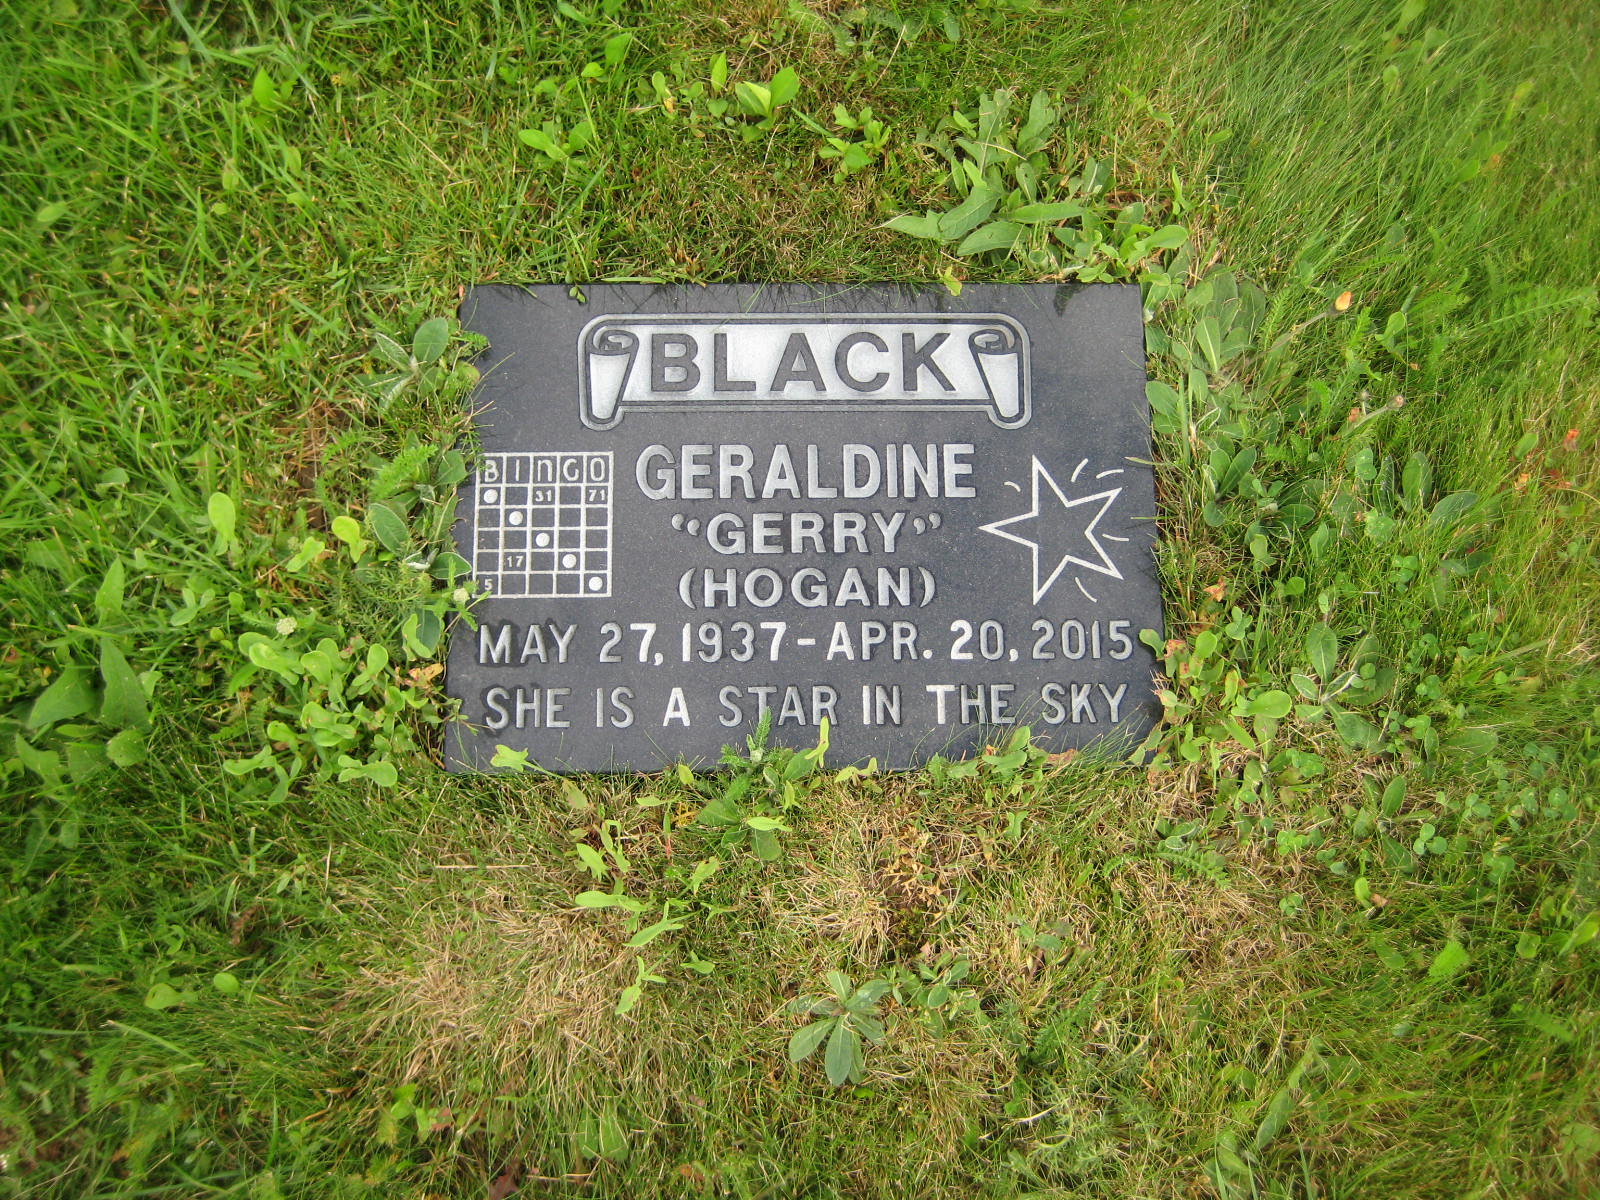 BLACK
BINGO
31 71
17
5
GERALDINE
“GERRY”
(HOGAN)
MAY 27, 1937-APR. 20, 2015
SHE IS A STAR IN THE SKY